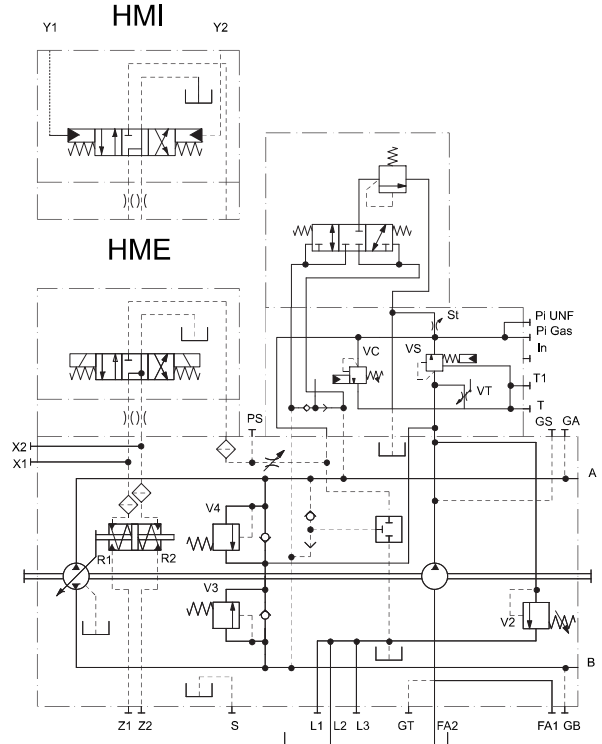 HMI
Y1 Y2
HME
St
Pi UNF
Pi Gas
In
VC VS
T1
VT
T
PS GS GA
X2
X1
A
V4
R1 R2
V3
V2
B
Z1 Z2 S L1 L2 L3 GT FA2 FA1 GB